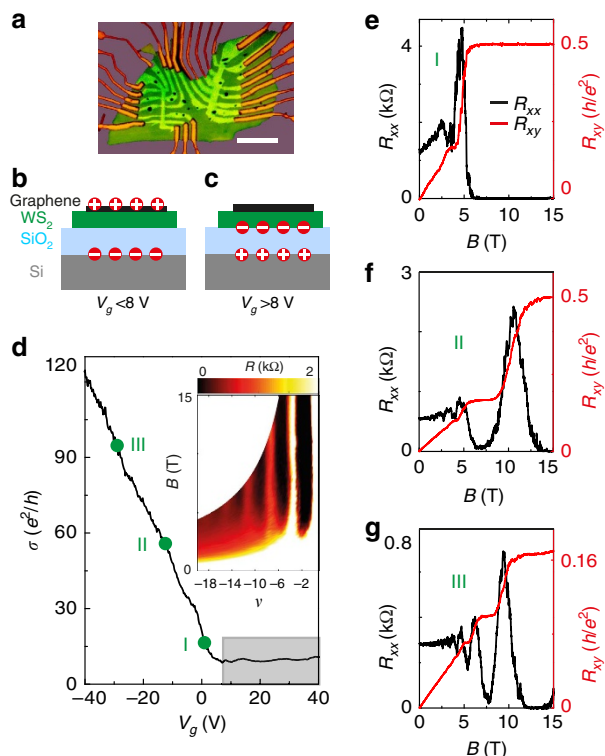 a
b
c
Graphene
WS2
SiO2
Si
Vg <8 V
Vg >8 V
d
R (kΩ)
0 2
15
B (T)
0
−18 −14 −10 −6 −2
ν
120
90
60
30
0
σ (e²/h)
III
II
I
−40 −20 0 20 40
Vg (V)
e
I
4
0
Rxx (kΩ)
Rxx
Rxy
0.5
0
Rxy (h/e²)
0 5 10 15
B (T)
f
II
3
0
Rxx (kΩ)
0.5
0
Rxy (h/e²)
0 5 10 15
B (T)
g
III
0.8
0
Rxx (kΩ)
0.16
0
Rxy (h/e²)
0 5 10 15
B (T)